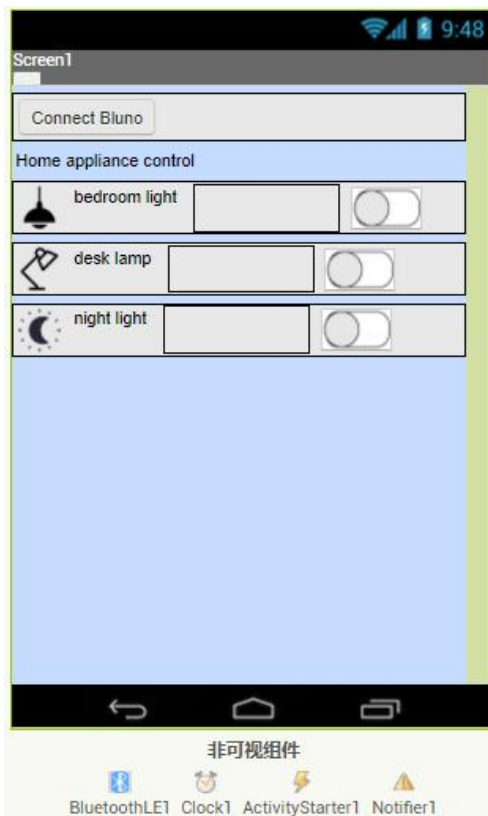 9:48
Screen1
Connect Bluno
Home appliance control
bedroom light
desk lamp
night light
非可视组件
BluetoothLE1 Clock1 ActivityStarter1 Notifier1